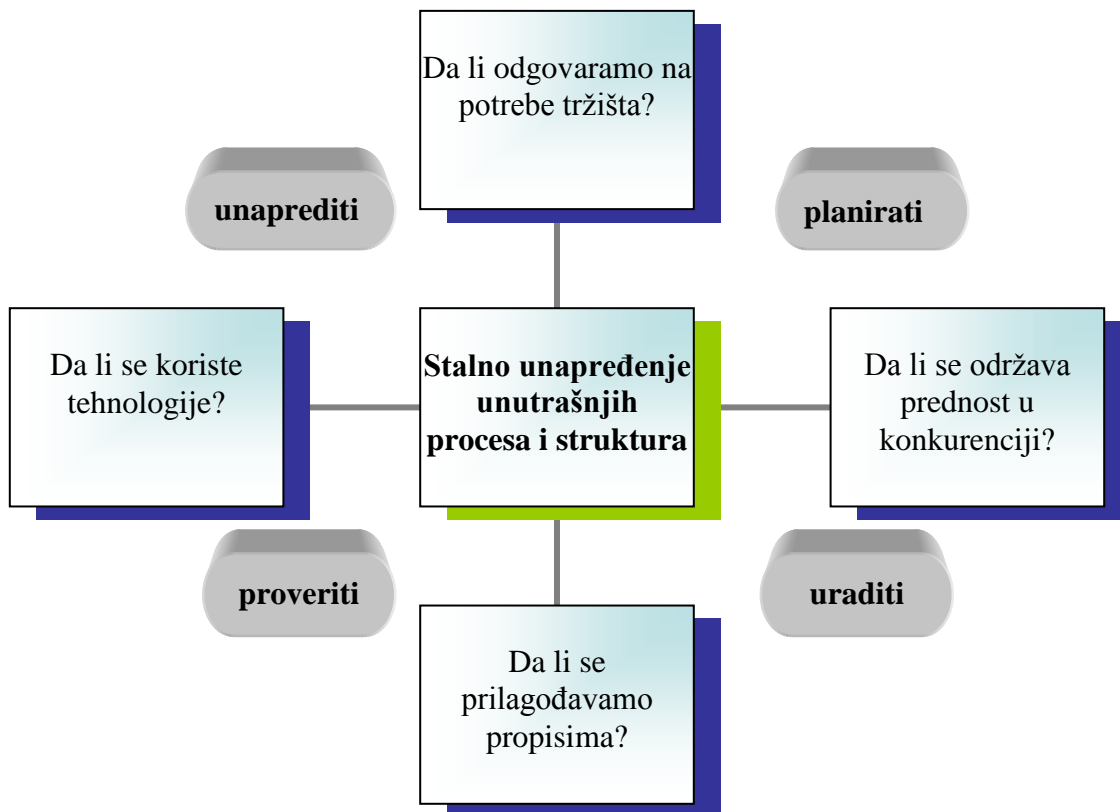 Da li odgovaramo na
potrebe tržišta?
unaprediti
planirati
Da li se koriste
tehnologije?
Stalno unapređenje
unutrašnjih
procesa i struktura
Da li se održava
prednost u
konkurenciji?
proveriti
uraditi
Da li se
prilagođavamo
propisima?